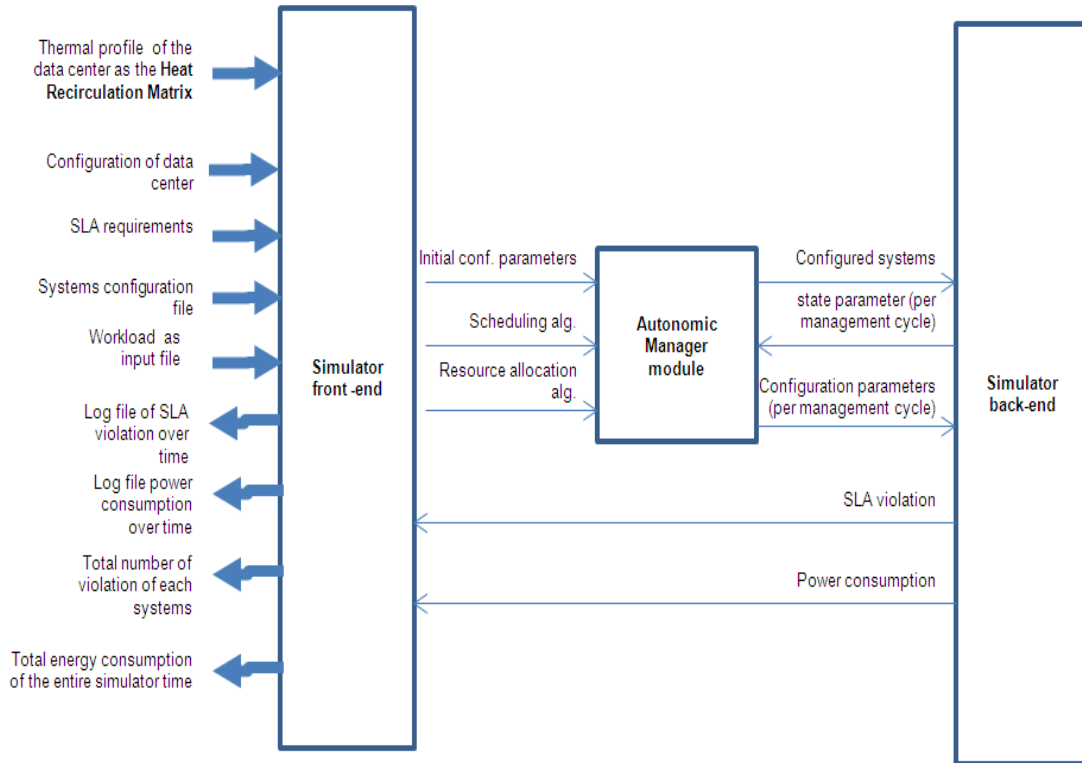 Thermal profile of the
data center as the Heat
Recirculation Matrix
Configuration of data
center
SLA requirements
Systems configuration
file
Workload as
input file
Log file of SLA
violation over
time
Log file power
consumption
over time
Total number of
violation of each
systems
Total energy consumption
of the entire simulator time
Simulator
front -end
Initial conf. parameters
Scheduling alg.
Resource allocation
alg.
Autonomic
Manager
module
Configured systems
state parameter (per
management cycle)
Configuration parameters
(per management cycle)
SLA violation
Power consumption
Simulator
back-end